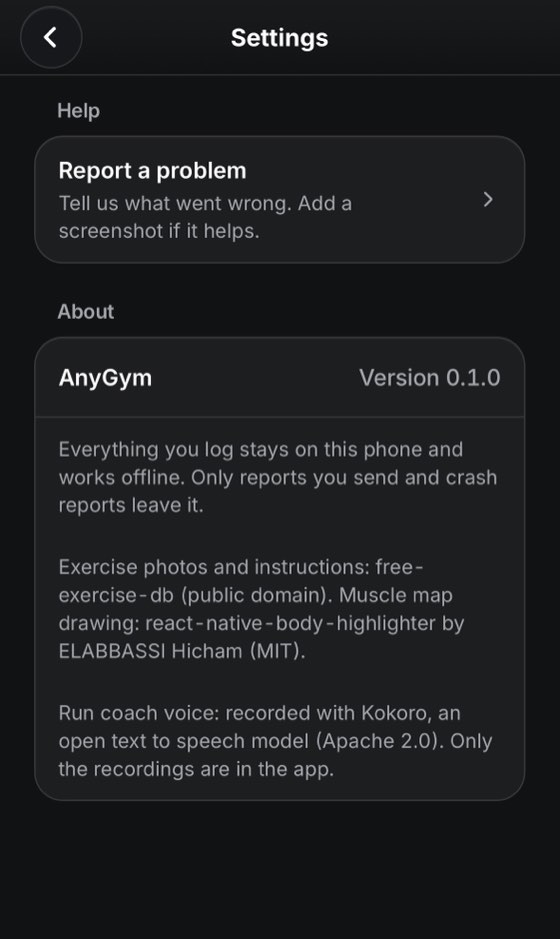 Settings
Help
Report a problem
Tell us what went wrong. Add a
screenshot if it helps.
About
AnyGym
Version 0.1.0
Everything you log stays on this phone and
works offline. Only reports you send and crash
reports leave it.
Exercise photos and instructions: free-
exercise-db (public domain). Muscle map
drawing: react-native-body-highlighter by
ELABBASSI Hicham (MIT).
Run coach voice: recorded with Kokoro, an
open text to speech model (Apache 2.0). Only
the recordings are in the app.